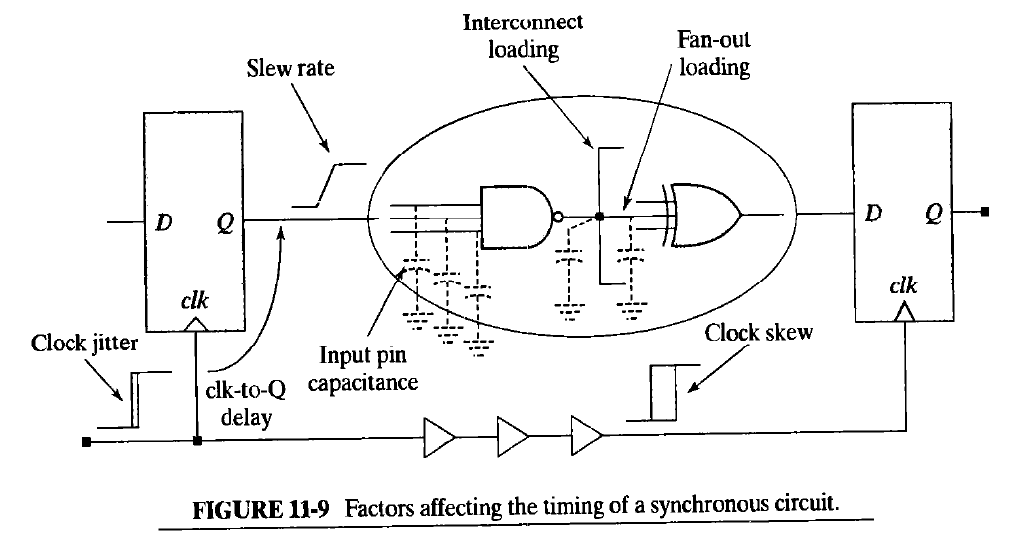 Interconnect
loading
Fan-out
loading
Slew rate
D
Q
clk
D
Q
clk
Clock jitter
clk-to-Q
delay
Input pin
capacitance
Clock skew
FIGURE 11-9 Factors affecting the timing of a synchronous circuit.